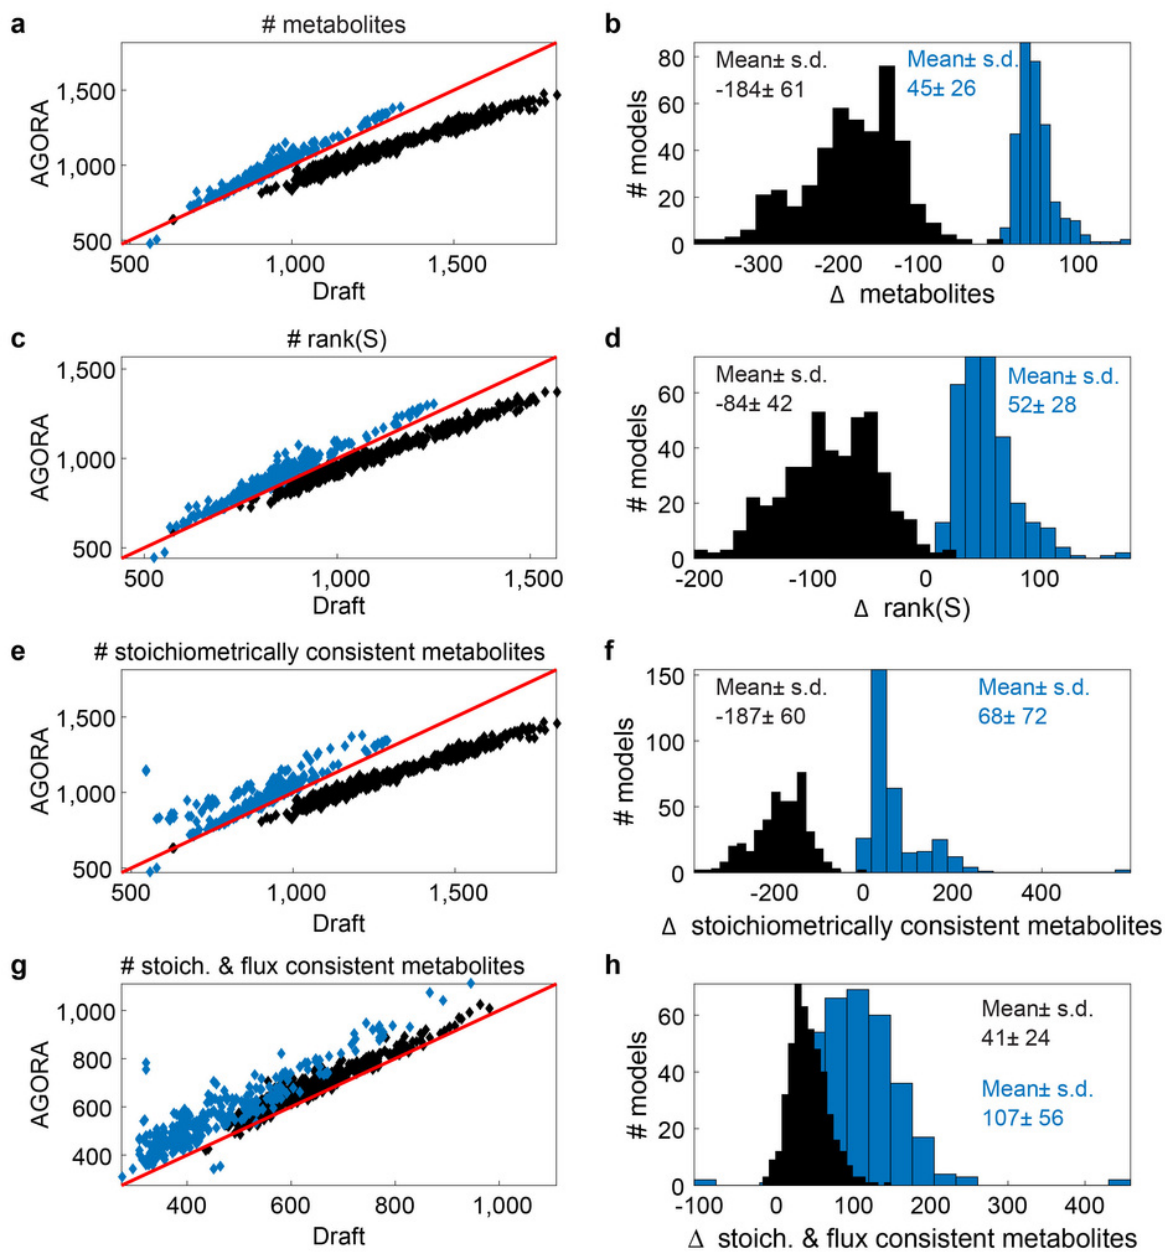 a
# metabolites
AGORA
1,500
1,000
500
500 1,000 1,500
Draft
b
Mean± s.d.
-184± 61
Mean± s.d.
45± 26
# models
80
60
40
20
0
-300 -200 -100 0 100
Δ metabolites
c
# rank(S)
AGORA
1,500
1,000
500
500 1,000 1,500
Draft
d
Mean± s.d.
-84± 42
Mean± s.d.
52± 28
# models
60
40
20
0
-200 -100 0 100
Δ rank(S)
e
# stoichiometrically consistent metabolites
AGORA
1,500
1,000
500
500 1,000 1,500
Draft
f
Mean± s.d.
-187± 60
Mean± s.d.
68± 72
# models
150
100
50
0
-200 0 200 400
Δ stoichiometrically consistent metabolites
g
# stoich. & flux consistent metabolites
AGORA
1,000
800
600
400
400 600 800 1,000
Draft
h
Mean± s.d.
41± 24
Mean± s.d.
107± 56
# models
60
40
20
0
-100 0 100 200 300 400
Δ stoich. & flux consistent metabolites